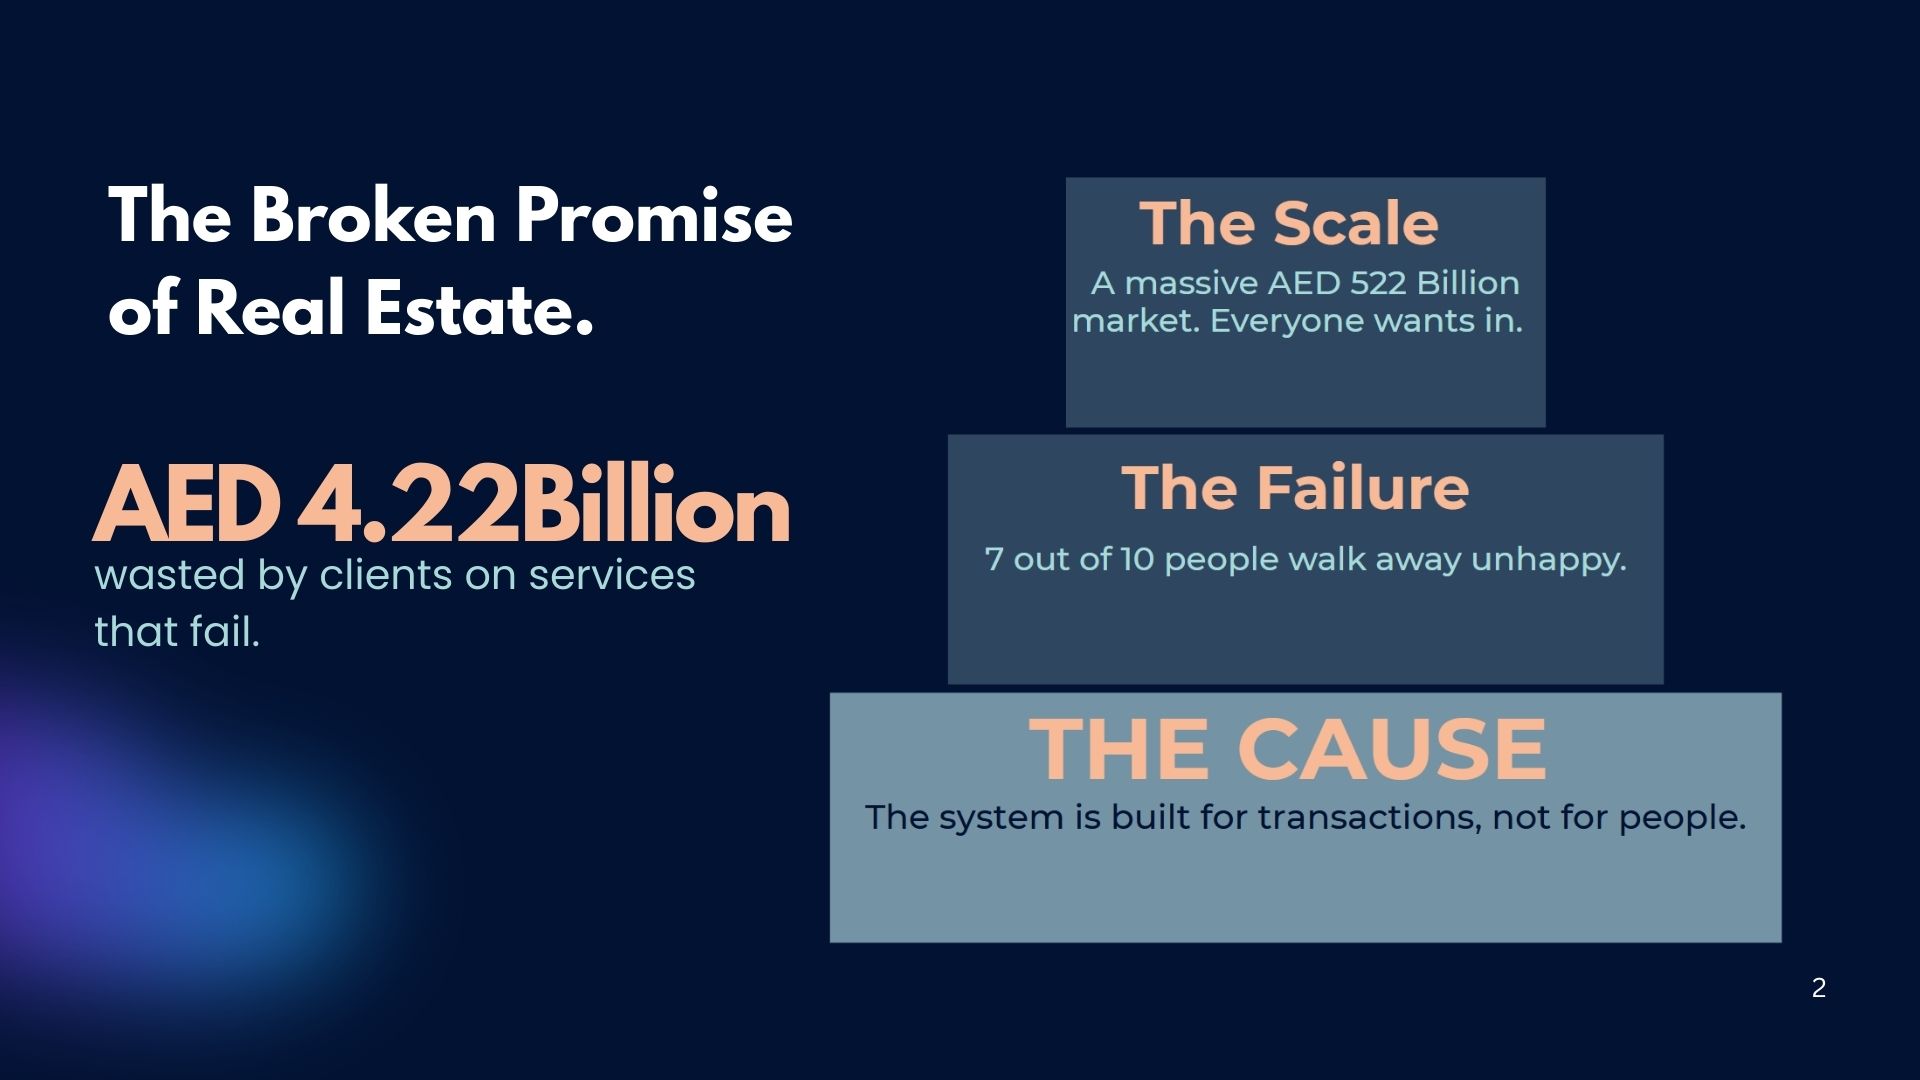 The Broken Promise
of Real Estate.
AED 4.22Billion
wasted by clients on services
that fail.
The Scale
A massive AED 522 Billion
market. Everyone wants in.
The Failure
7 out of 10 people walk away unhappy.
THE CAUSE
The system is built for transactions, not for people.
2